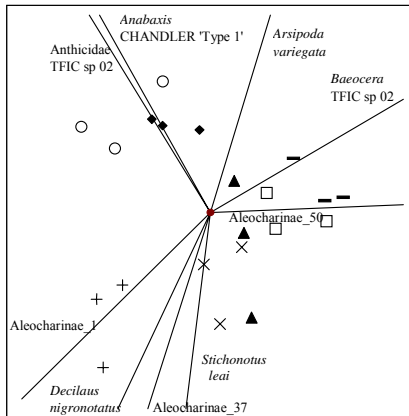 Anabaxis
CHANDLER 'Type 1'
Arsipoda
variegata
Anthicidae
TFIC sp 02
Baeocera
TFIC sp 02
Aleocharinae_50
Aleocharinae_1
Stichonotus
leai
Decilaus
nigronotatus
Aleocharinae_37